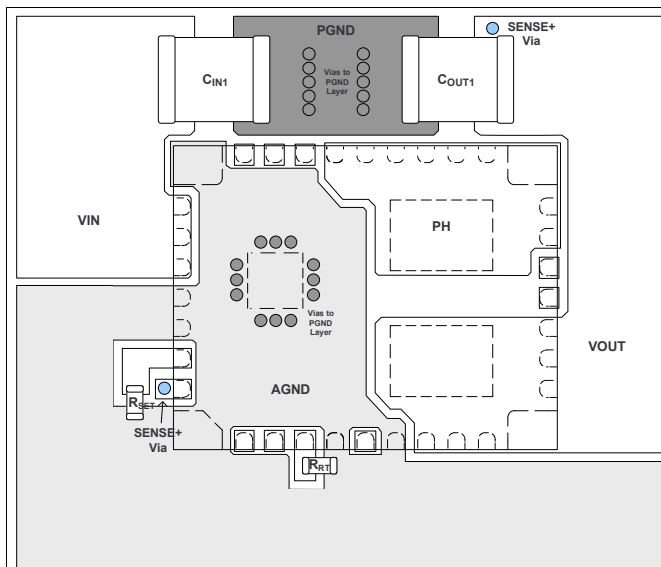 PGND
SENSE+
Via
CIN1
Vias to
PGND
Layer
COUT1
VIN
PH
Vias to
PGND
Layer
VOUT
AGND
RSET
SENSE+
Via
RRT